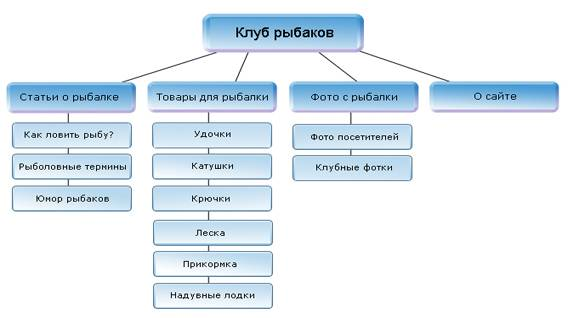 Клуб рыбаков
Статьи о рыбалке
Товары для рыбалки
Фото с рыбалки
О сайте
Как ловить рыбу?
Рыболовные тернины
Юмор рыбаков
Удочки
Катушки
Крючки
Леска
Прикормка
Надувные лодки
Фото посетителей
Клубные фотки